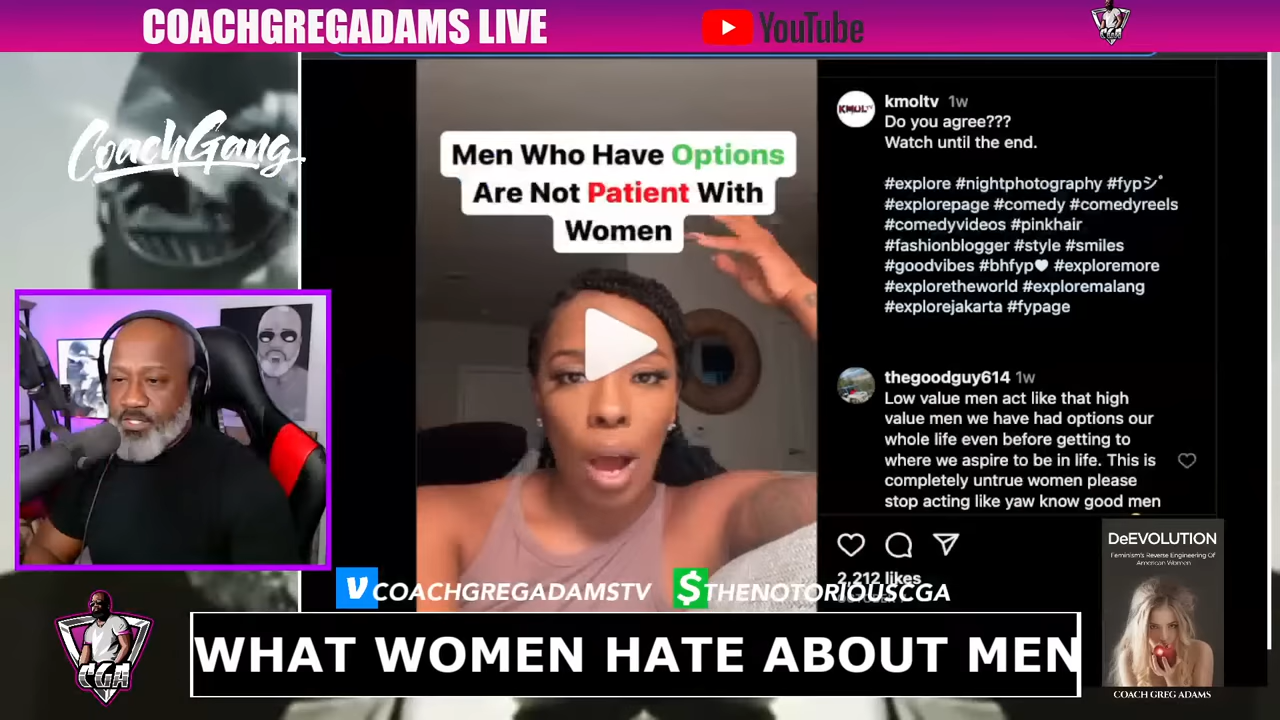 COACHGREGADAMS LIVE
YouTube
CGA
CoachGang
Men Who Have Options
Are Not Patient With
Women
KMOLTV
kmoltv 1w
Do you agree???
Watch until the end.
#explore #nightphotography #fypシ゚
#explorepage #comedy #comedyreels
#comedyvideos #pinkhair
#fashionblogger #style #smiles
#goodvibes #bhfyp🖤 #exploremore
#exploretheworld #exploremalang
#explorejakarta #fypage
thegoodguy614 1w
Low value men act like that high
value men we have had options our
whole life even before getting to
where we aspire to be in life. This is
completely untrue women please
stop acting like yaw know good men
2,212 likes
COACHGREGADAMSTV
$THENOTORIOUSCGA
CGA
WHAT WOMEN HATE ABOUT MEN
DeEVOLUTION
Feminism's Reverse Engineering Of
American Women
COACH GREG ADAMS